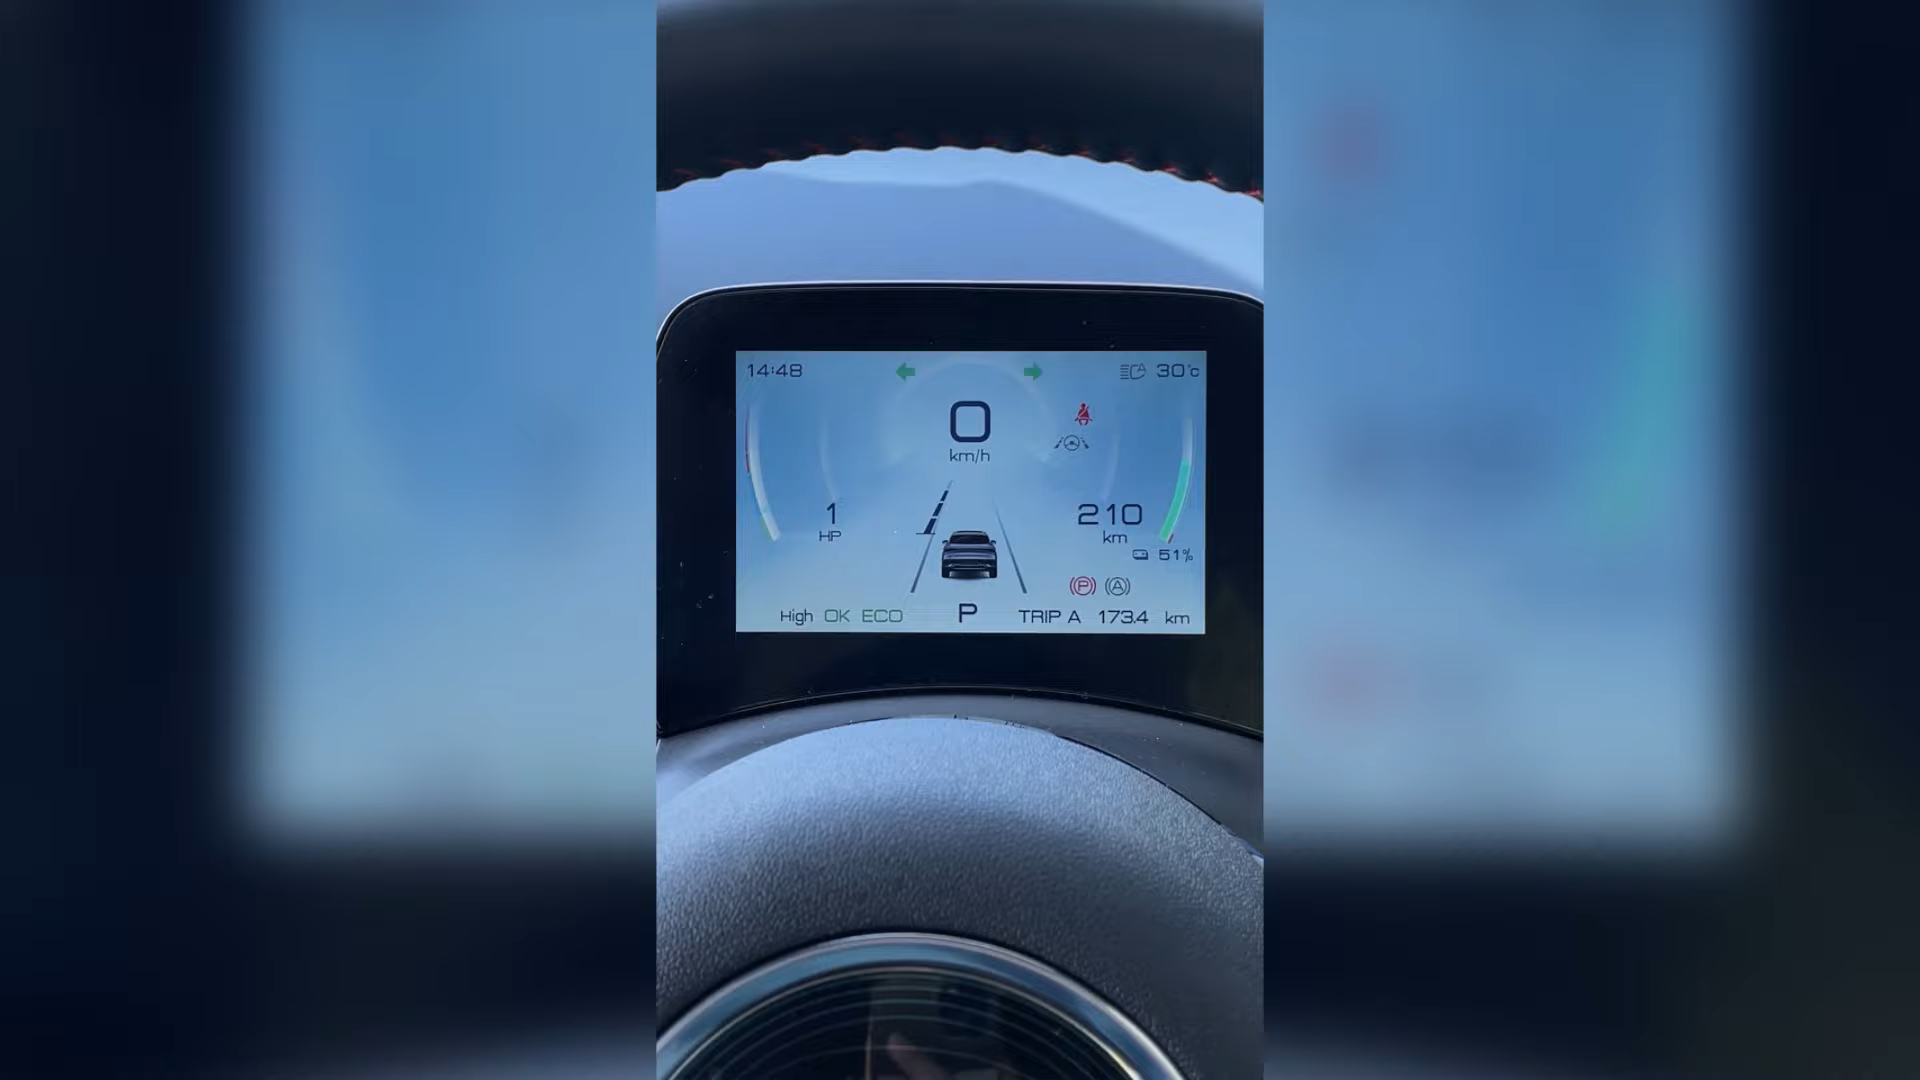 14:48
A 30°c
0
km/h
1
HP
210
km
51%
P A
High OK ECO P TRIP A 173.4 km